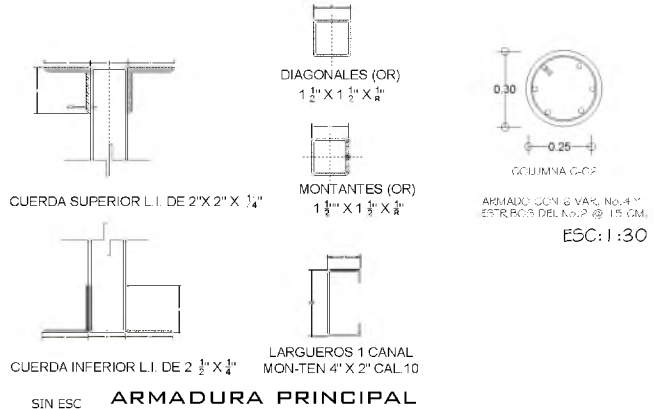 DIAGONALES (OR)
1 1/2" X 1 1/2" X 1/8"
0.30
0.25
COLUMNA C-C2
CUERDA SUPERIOR L.I. DE 2"X 2" X 1/4"
MONTANTES (OR)
1 1/2" X 1 1/2" X 1/8"
ARMADO CON 6 VAR. No.4 Y
ESTRIBOS DEL No.2 @ 15 CM.
ESC:1:30
CUERDA INFERIOR L.I. DE 2 1/2" X 1/4"
LARGUEROS 1 CANAL
MON-TEN 4" X 2" CAL.10
SIN ESC ARMADURA PRINCIPAL